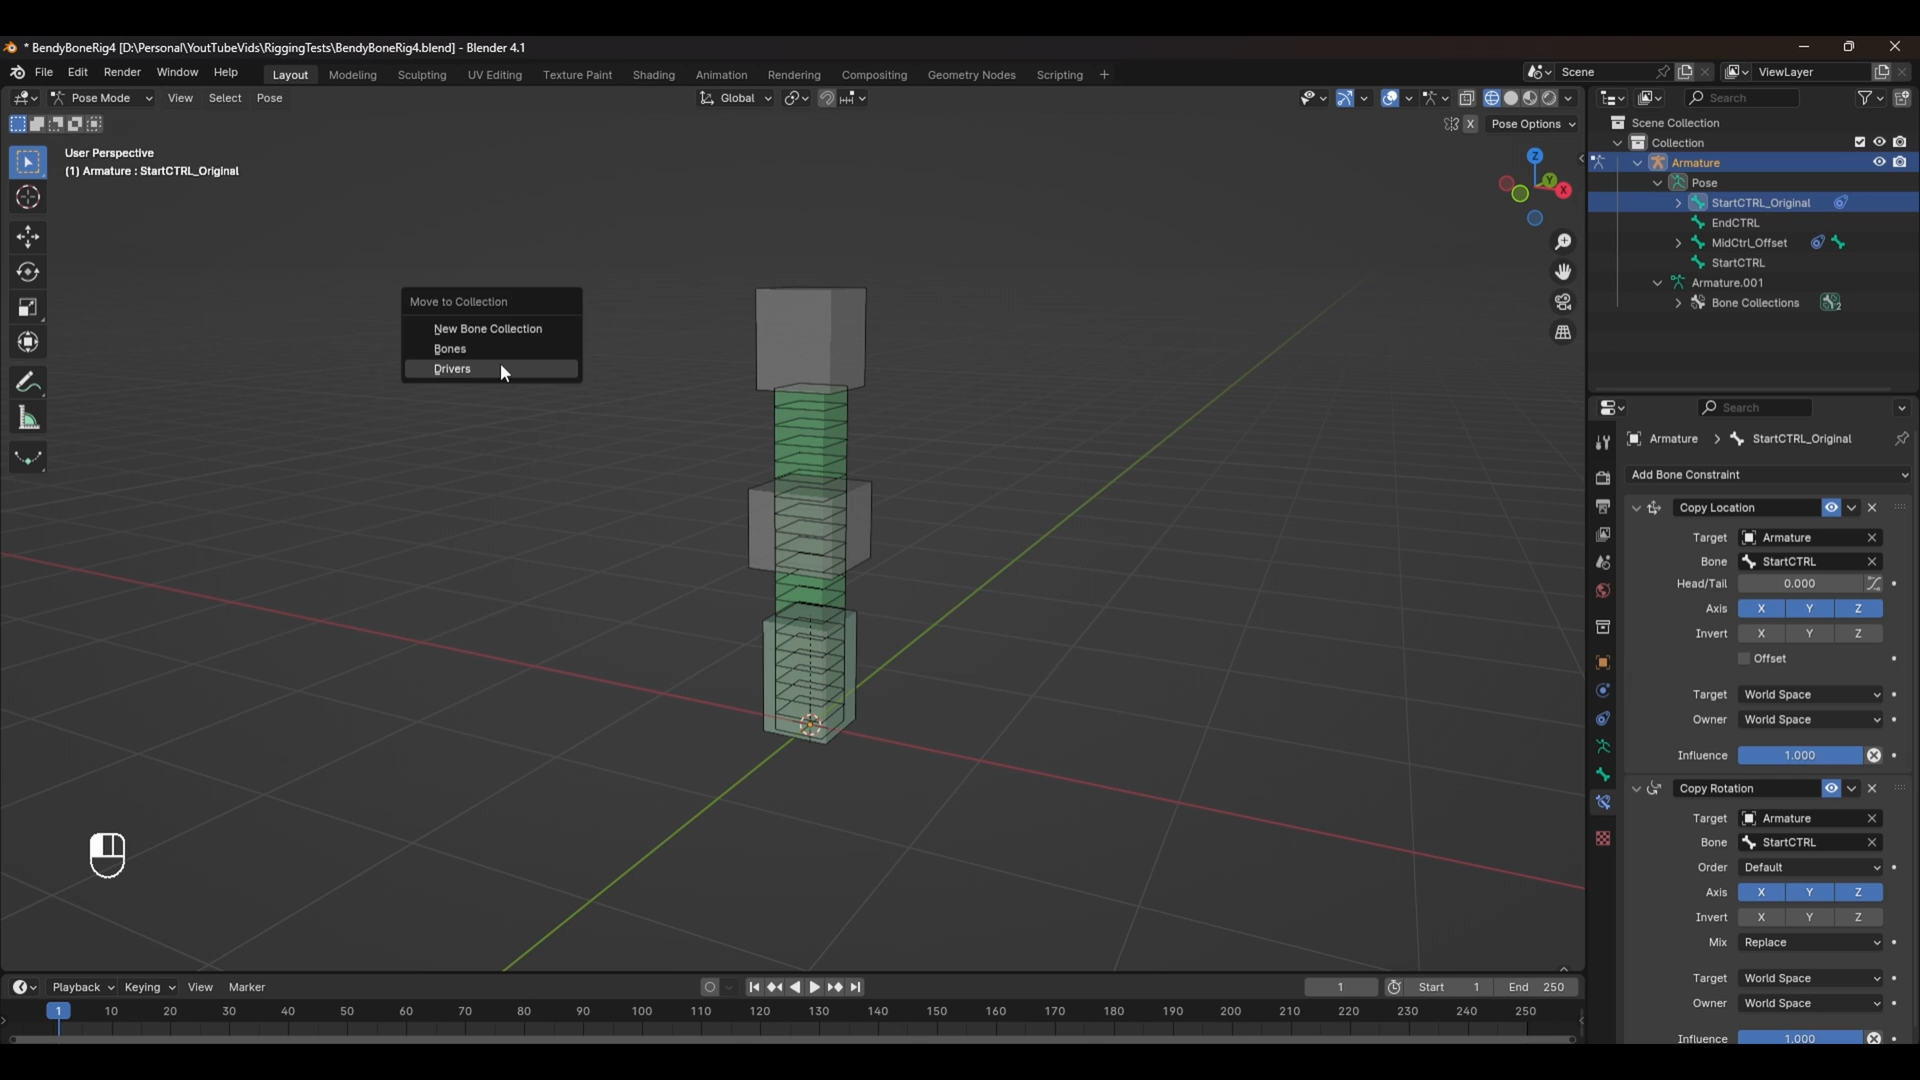 * BendyBoneRig4 [D:\Personal\YoutTubeVids\RiggingTests\BendyBoneRig4.blend] - Blender 4.1
File Edit Render Window Help Layout Modeling Sculpting UV Editing Texture Paint Shading Animation Rendering Compositing Geometry Nodes Scripting + Scene ViewLayer
Pose Mode View Select Pose Global Search
X Pose Options
User Perspective
(1) Armature : StartCTRL_Original
Scene Collection
Collection
Armature
Pose
StartCTRL_Original
EndCTRL
MidCtrl_Offset
StartCTRL
Armature.001
Bone Collections 2
Z
Y
X
Move to Collection
New Bone Collection
Bones
Drivers
Search
Armature > StartCTRL_Original
Add Bone Constraint
Copy Location
Target Armature
Bone StartCTRL
Head/Tail 0.000
Axis X Y Z
Invert X Y Z
Offset
Target World Space
Owner World Space
Influence 1.000
Copy Rotation
Target Armature
Bone StartCTRL
Order Default
Axis X Y Z
Invert X Y Z
Mix Replace
Target World Space
Owner World Space
Influence 1.000
Playback Keying View Marker 1 Start 1 End 250
1 10 20 30 40 50 60 70 80 90 100 110 120 130 140 150 160 170 180 190 200 210 220 230 240 250